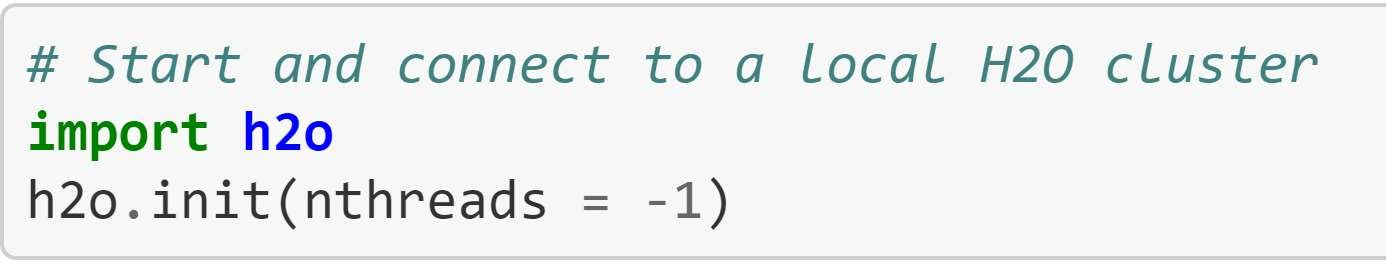 # Start and connect to a local H2O cluster
import h2o
h2o.init(nthreads = -1)